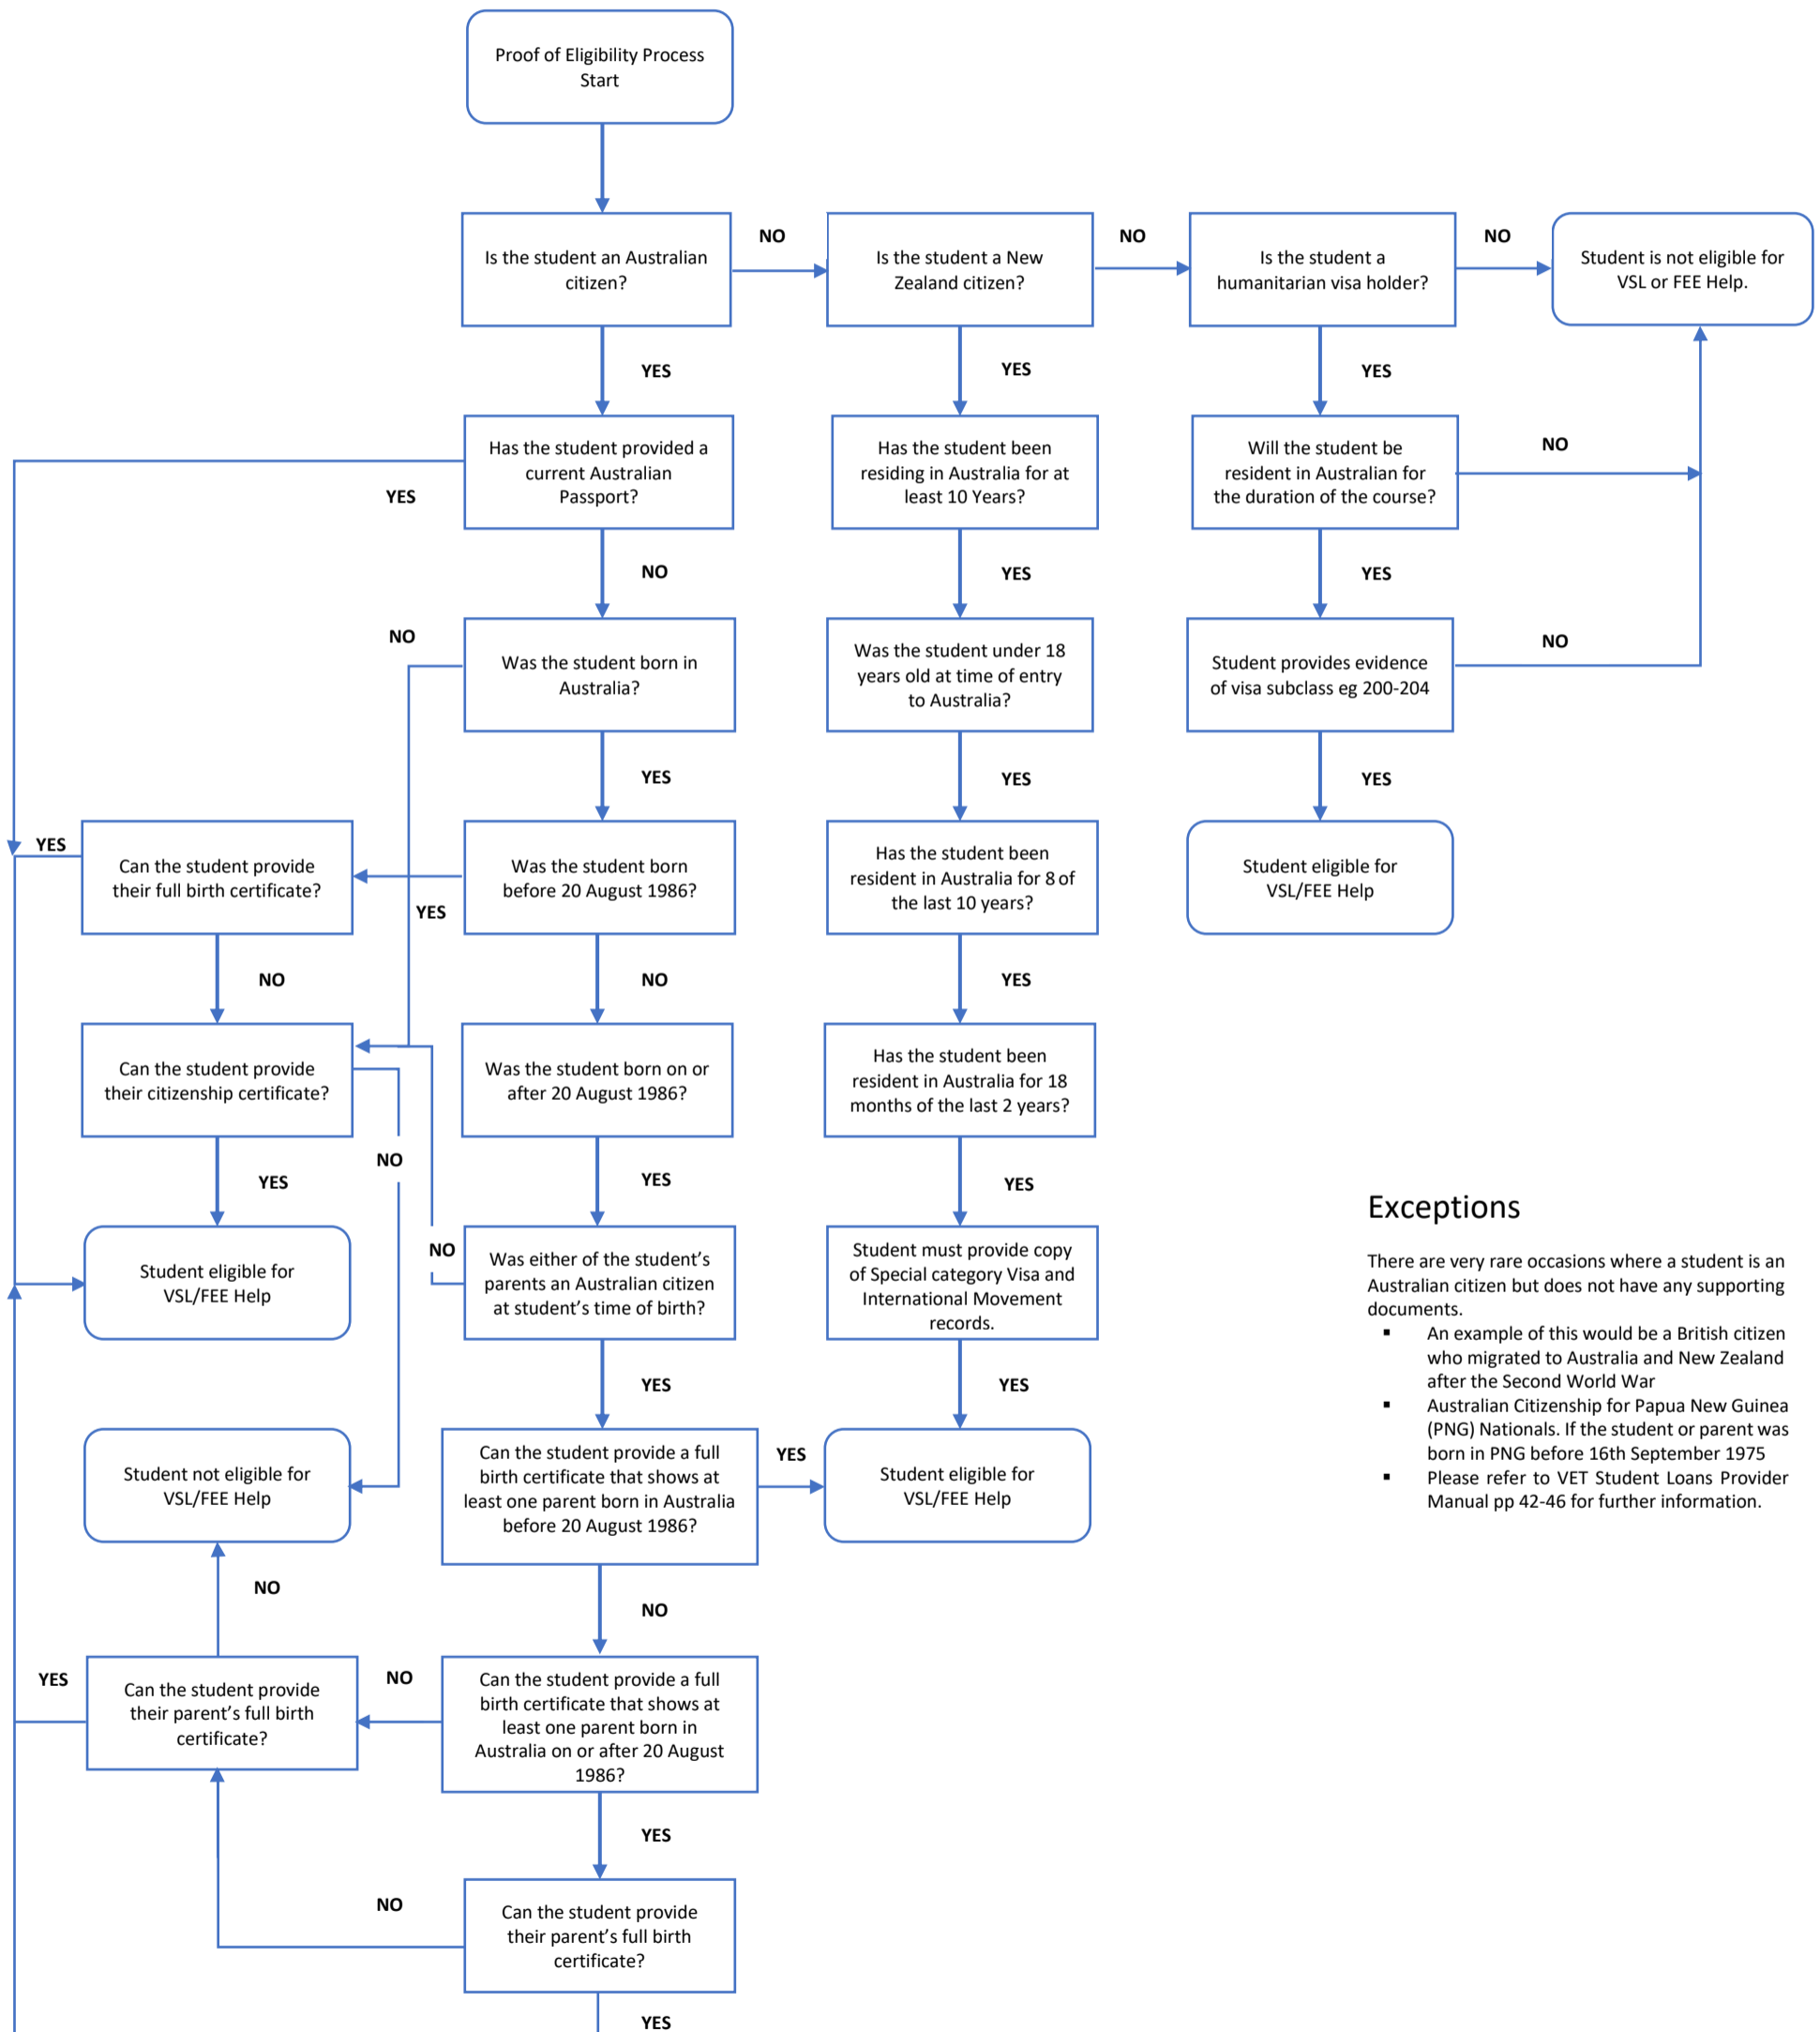 Proof of Eligibility Process
Start
Is the student an Australian
citizen?
NO
Is the student a New
Zealand citizen?
NO
Is the student a
humanitarian visa holder?
NO
Student is not eligible for
VSL or FEE Help.
YES
YES
YES
Has the student provided a
current Australian
Passport?
YES
Has the student been
residing in Australia for at
least 10 Years?
Will the student be
resident in Australian for
the duration of the course?
NO
NO
YES
YES
NO
Was the student born in
Australia?
Was the student under 18
years old at time of entry
to Australia?
Student provides evidence
of visa subclass eg 200-204
NO
YES
YES
YES
YES
Can the student provide
their full birth certificate?
Was the student born
before 20 August 1986?
YES
Has the student been
resident in Australia for 8 of
the last 10 years?
Student eligible for
VSL/FEE Help
NO
NO
YES
Can the student provide
their citizenship certificate?
Was the student born on or
after 20 August 1986?
Has the student been
resident in Australia for 18
months of the last 2 years?
NO
YES
YES
YES
Student eligible for
VSL/FEE Help
NO
Was either of the student’s
parents an Australian citizen
at student’s time of birth?
Student must provide copy
of Special category Visa and
International Movement
records.
YES
YES
Student not eligible for
VSL/FEE Help
Can the student provide a full
birth certificate that shows at
least one parent born in Australia
before 20 August 1986?
YES
Student eligible for
VSL/FEE Help
NO
NO
YES
Can the student provide
their parent’s full birth
certificate?
NO
Can the student provide a full
birth certificate that shows at
least one parent born in
Australia on or after 20 August
1986?
YES
NO
Can the student provide
their parent’s full birth
certificate?
YES
Exceptions
There are very rare occasions where a student is an
Australian citizen but does not have any supporting
documents.
▪ An example of this would be a British citizen
who migrated to Australia and New Zealand
after the Second World War
▪ Australian Citizenship for Papua New Guinea
(PNG) Nationals. If the student or parent was
born in PNG before 16th September 1975
▪ Please refer to VET Student Loans Provider
Manual pp 42-46 for further information.